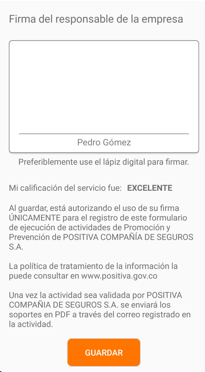 Firma del responsable de la empresa
Pedro Gómez
Preferiblemente use el lápiz digital para firmar.
Mi calificación del servicio fue: EXCELENTE
Al guardar, está autorizando el uso de su firma
ÚNICAMENTE para el registro de este formulario
de ejecución de actividades de Promoción y
Prevención de POSITIVA COMPAÑÍA DE SEGUROS
S.A.
La política de tratamiento de la información la
puede consultar en www.positiva.gov.co
Una vez la actividad sea validada por POSITIVA
COMPAÑIA DE SEGUROS S.A. se enviará los
soportes en PDF a través del correo registrado en
la actividad.
GUARDAR